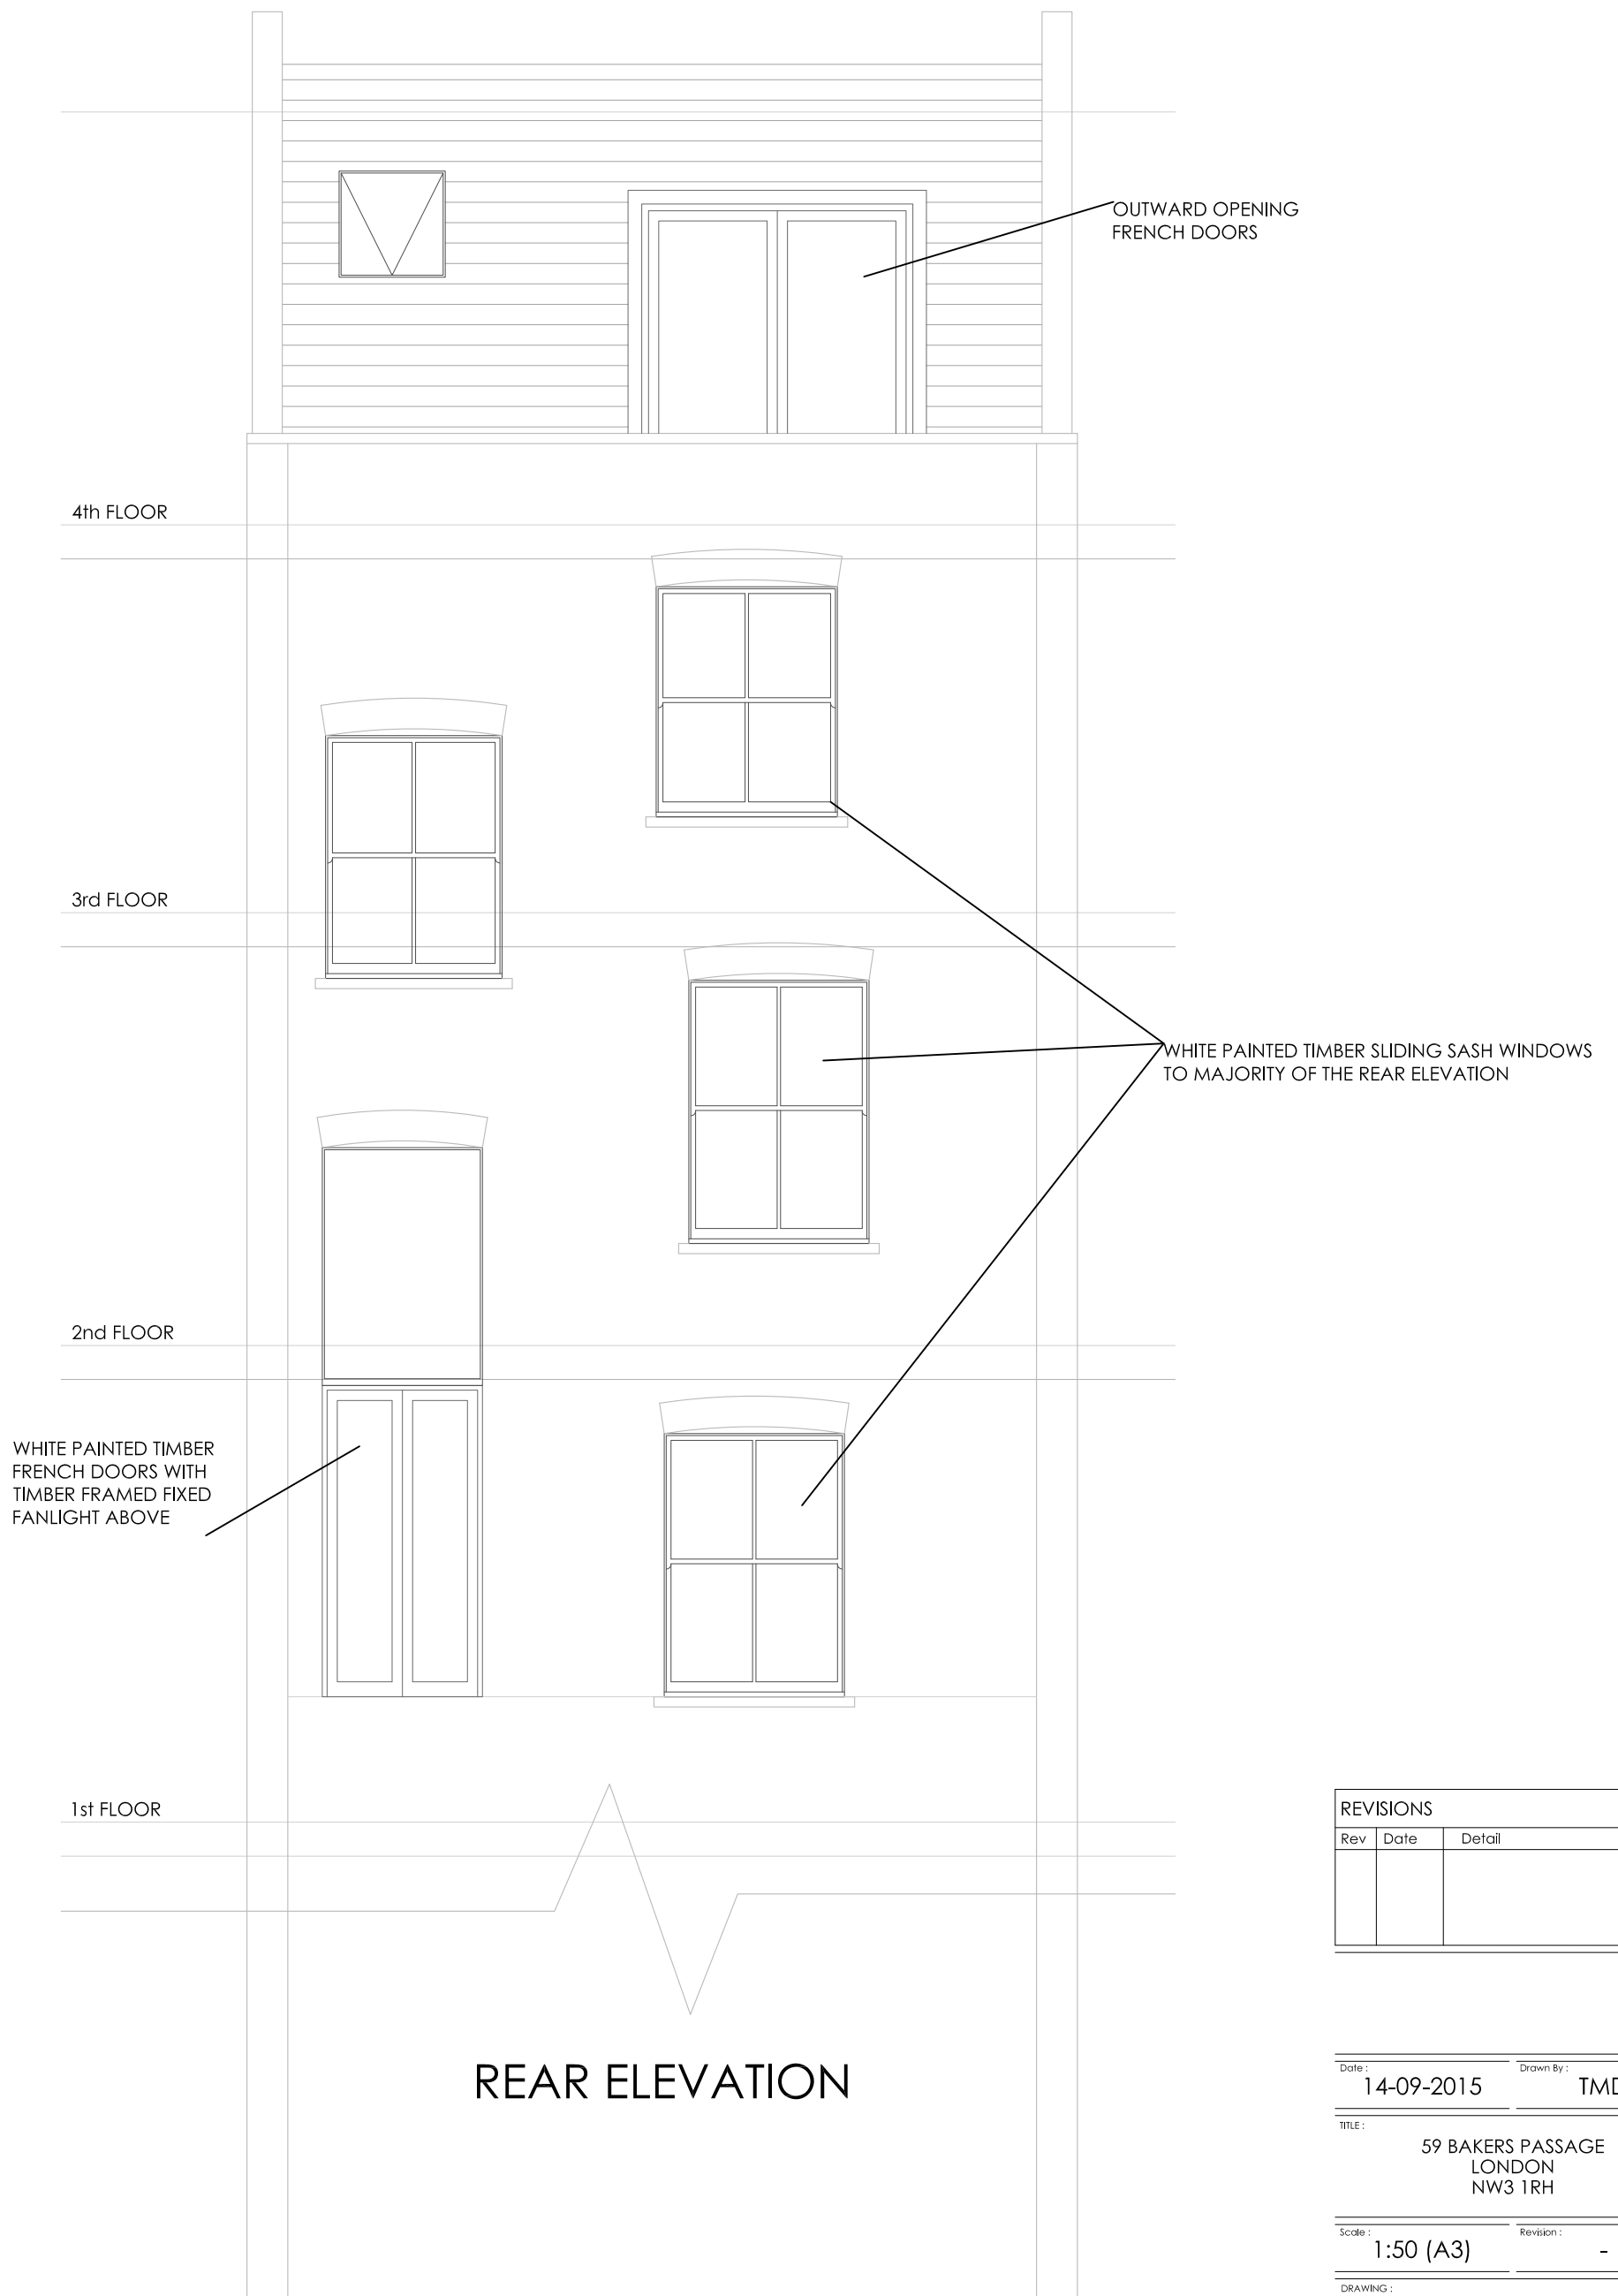 OUTWARD OPENING
FRENCH DOORS
4th FLOOR
3rd FLOOR
WHITE PAINTED TIMBER SLIDING SASH WINDOWS
TO MAJORITY OF THE REAR ELEVATION
2nd FLOOR
WHITE PAINTED TIMBER
FRENCH DOORS WITH
TIMBER FRAMED FIXED
FANLIGHT ABOVE
1st FLOOR
REVISIONS
Rev Date Detail
REAR ELEVATION
Date : Drawn By :
14-09-2015
TITLE :
59 BAKERS PASSAGE
LONDON
NW3 1RH
Scale : Revision :
1:50 (A3) -
DRAWING :